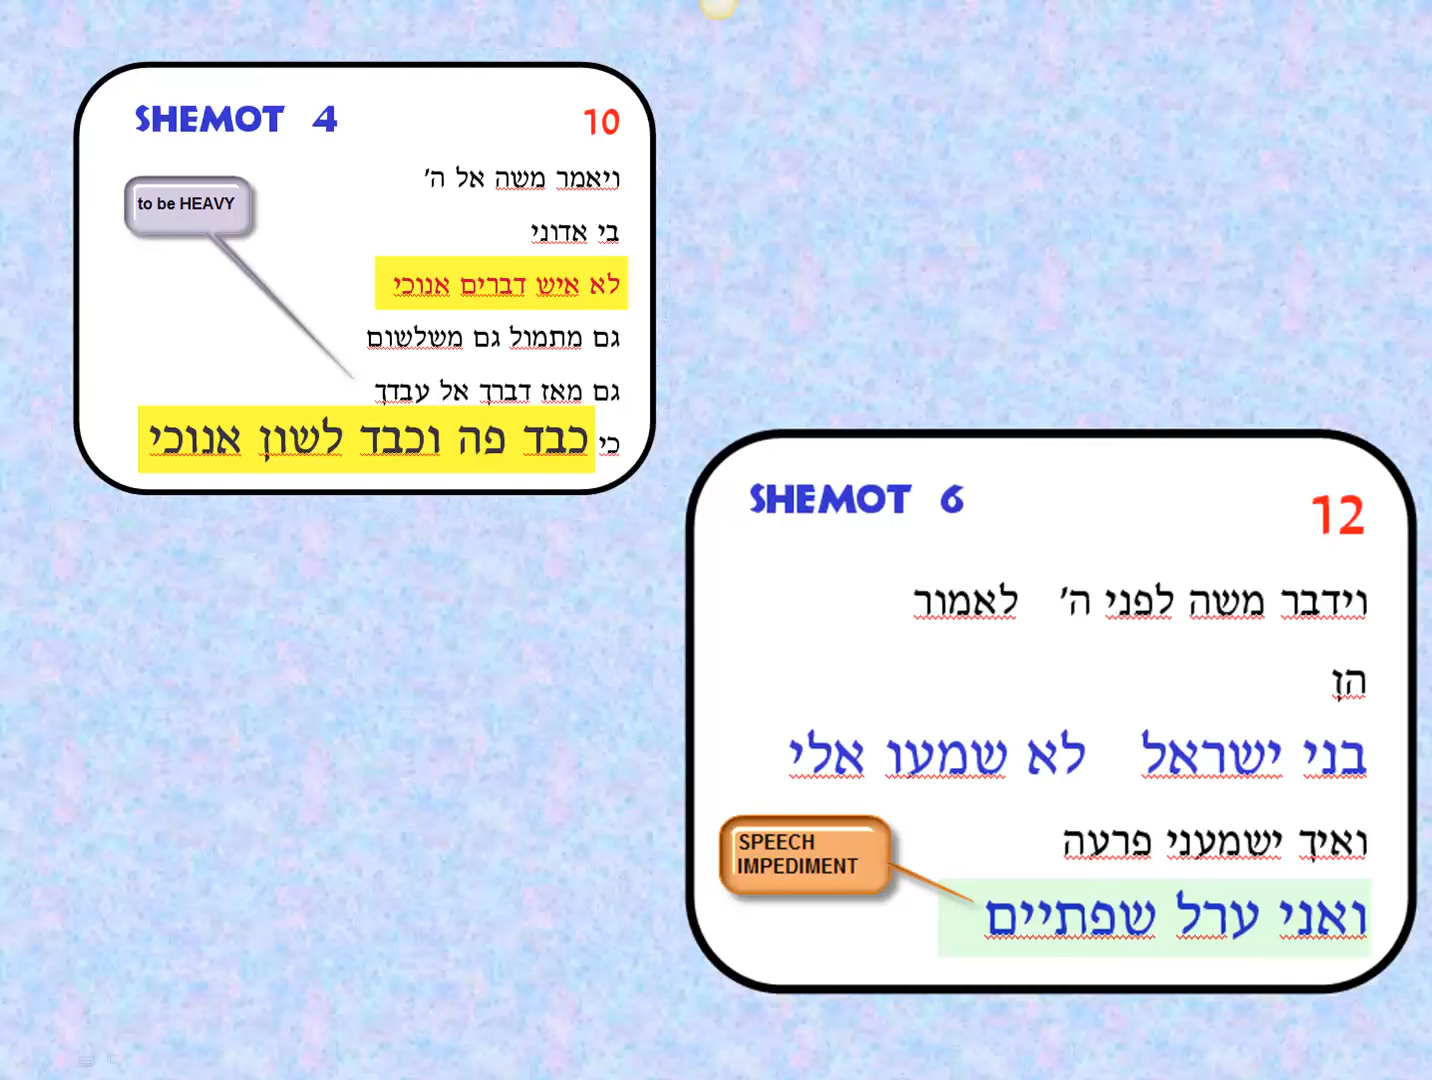 SHEMOT 4 10
ויאמר משה אל ה'
to be HEAVY
בי אדוני
לא איש דברים אנוכי
גם מתמול גם משלשום
גם מאז דברך אל עבדך
כי כבד פה וכבד לשון אנוכי
SHEMOT 6 12
וידבר משה לפני ה' לאמור
הן
בני ישראל לא שמעו אלי
ואיך ישמעני פרעה
SPEECH
IMPEDIMENT
ואני ערל שפתיים